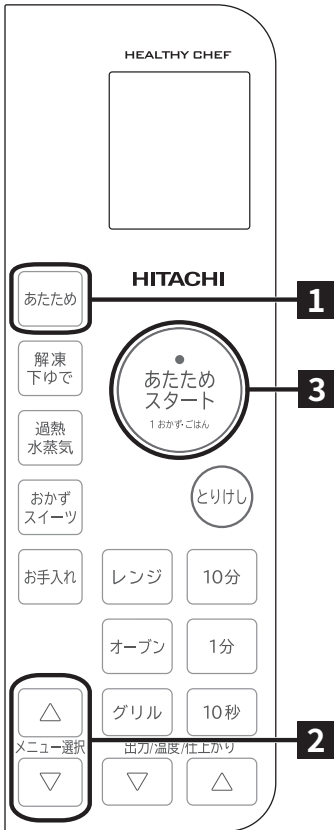 HEALTHY CHEF
HITACHI
あたため
1
解凍
下ゆで
あたため
スタート
1 おかず・ごはん
3
過熱
水蒸気
おかず
スイーツ
とりけし
お手入れ
レンジ
10分
オーブン
1分
グリル
10秒
メニュー選択
出力/温度/仕上がり
2